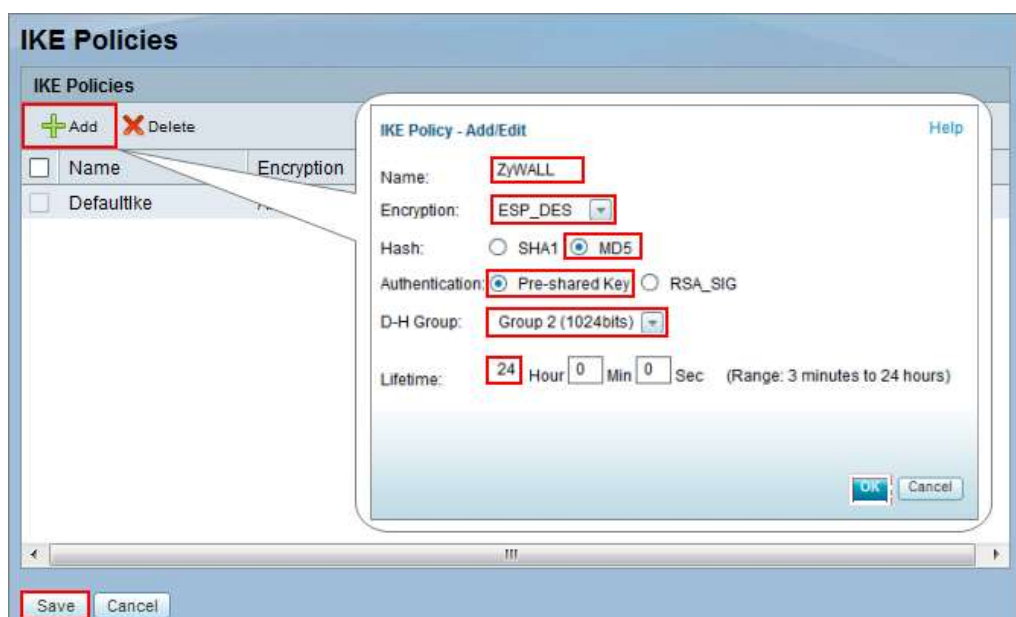 IKE Policies
IKE Policies
Add Delete
Name Encryption
DefaultIke
IKE Policy - Add/Edit Help
Name: ZyWALL
Encryption: ESP_DES
Hash: SHA1 MD5
Authentication: Pre-shared Key RSA_SIG
D-H Group: Group 2 (1024bits)
Lifetime: 24 Hour 0 Min 0 Sec (Range: 3 minutes to 24 hours)
OK Cancel
Save Cancel